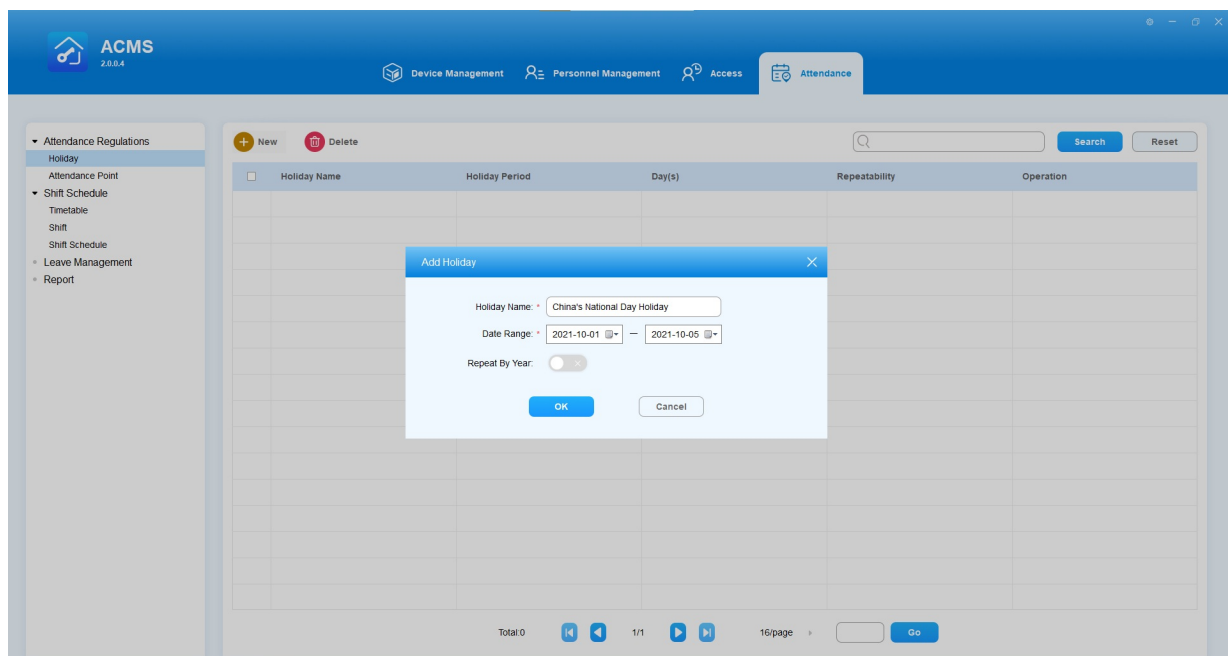 ACMS
2.0.0.4
Device Management
Personnel Management
Access
Attendance
Attendance Regulations
Holiday
Attendance Point
Shift Schedule
Timetable
Shift
Shift Schedule
Leave Management
Report
New
Delete
Search
Reset
Holiday Name
Holiday Period
Day(s)
Repeatability
Operation
Add Holiday
Holiday Name: * China's National Day Holiday
Date Range: * 2021-10-01 — 2021-10-05
Repeat By Year:
OK
Cancel
Total:0
1/1
16/page
Go